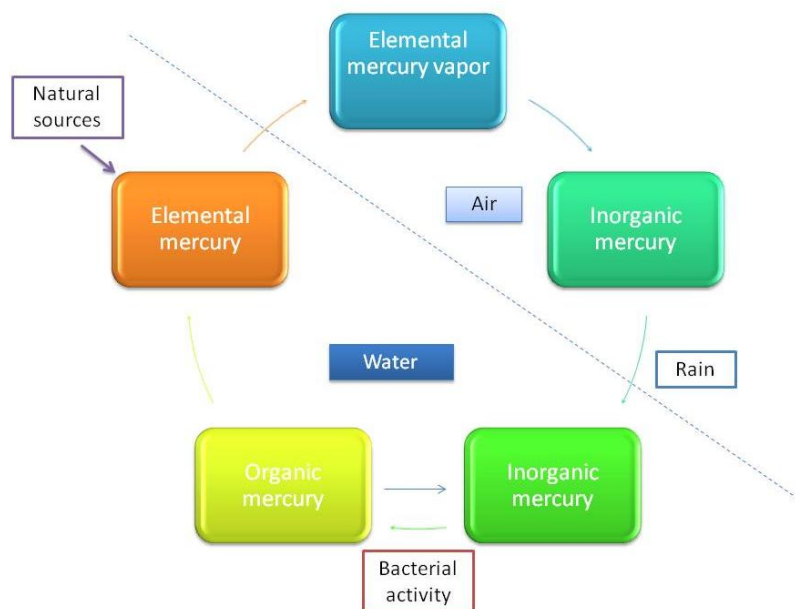 Elemental
mercury vapor
Natural
sources
Elemental
mercury
Air
Inorganic
mercury
Water
Rain
Organic
mercury
Inorganic
mercury
Bacterial
activity